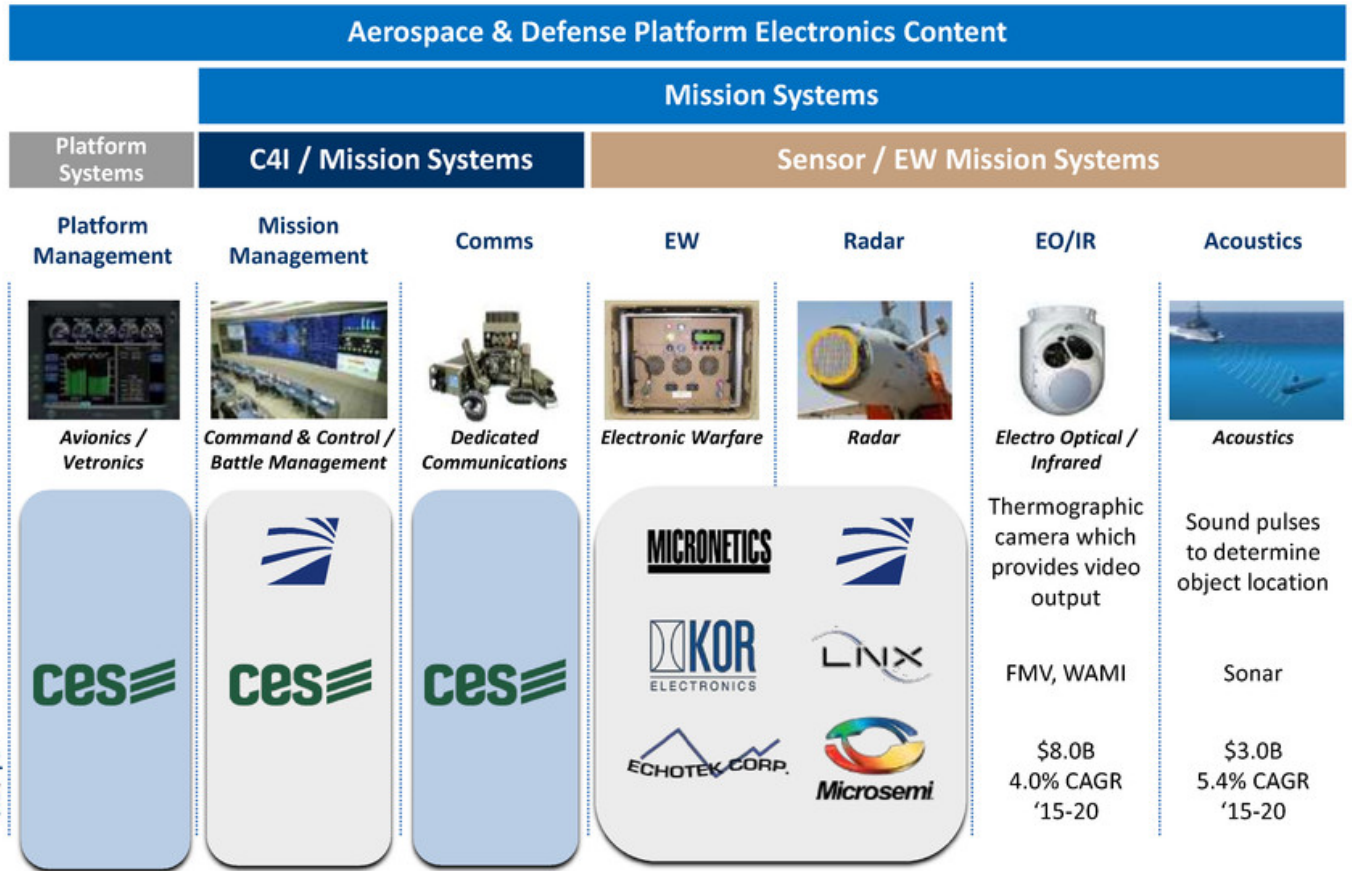 Aerospace & Defense Platform Electronics Content
Mission Systems
Platform
Systems
C4I / Mission Systems
Sensor / EW Mission Systems
Platform
Management
Mission
Management
Comms
EW
Radar
EO/IR
Acoustics
Avionics /
Vetronics
Command & Control /
Battle Management
Dedicated
Communications
Electronic Warfare
Radar
Electro Optical /
Infrared
Acoustics
MICRONETICS
KOR
ELECTRONICS
ECHOTEK CORP.
LNX
Microsemi
ces
ces
ces
Thermographic
camera which
provides video
output
FMV, WAMI
$8.0B
4.0% CAGR
‘15-20
Sound pulses
to determine
object location
Sonar
$3.0B
5.4% CAGR
‘15-20